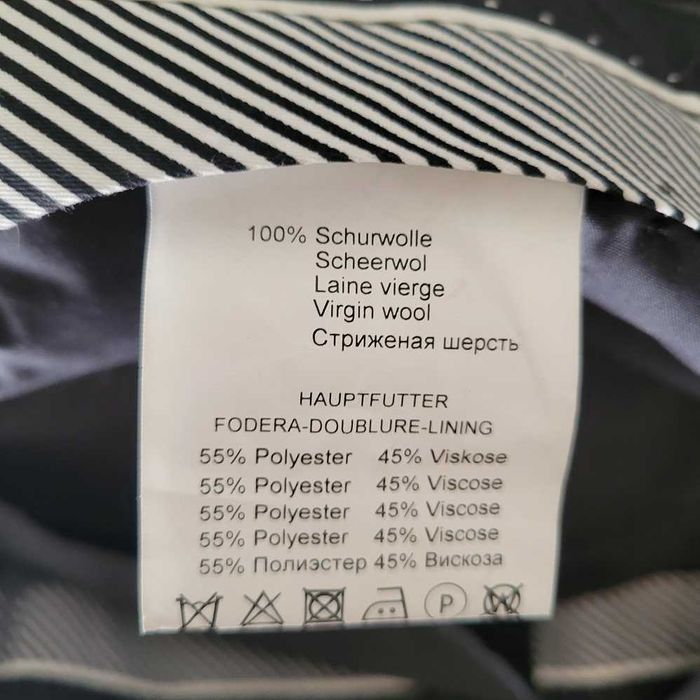 100% Schurwolle
Scheerwol
Laine vierge
Virgin wool
Стриженая шерсть
HAUPTFUTTER
FODERA-DOUBLURE-LINING
55% Polyester 45% Viskose
55% Polyester 45% Viscose
55% Polyester 45% Viscose
55% Polyester 45% Viscose
55% Полиэстер 45% Вискоза
P W